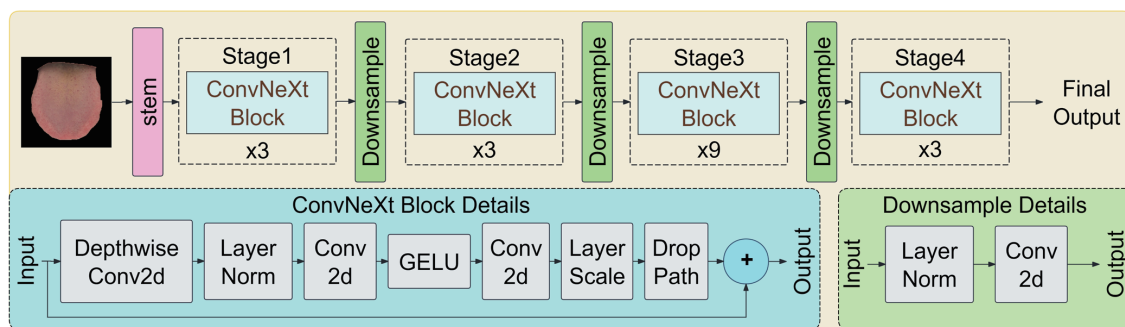 stem
Stage1
ConvNeXt
Block
x3
Downsample
Stage2
ConvNeXt
Block
x3
Downsample
Stage3
ConvNeXt
Block
x9
Downsample
Stage4
ConvNeXt
Block
x3
Final
Output
ConvNeXt Block Details
Input
Depthwise
Conv2d
Layer
Norm
Conv
2d
GELU
Conv
2d
Layer
Scale
Drop
Path
+
Output
Downsample Details
Input
Layer
Norm
Conv
2d
Output